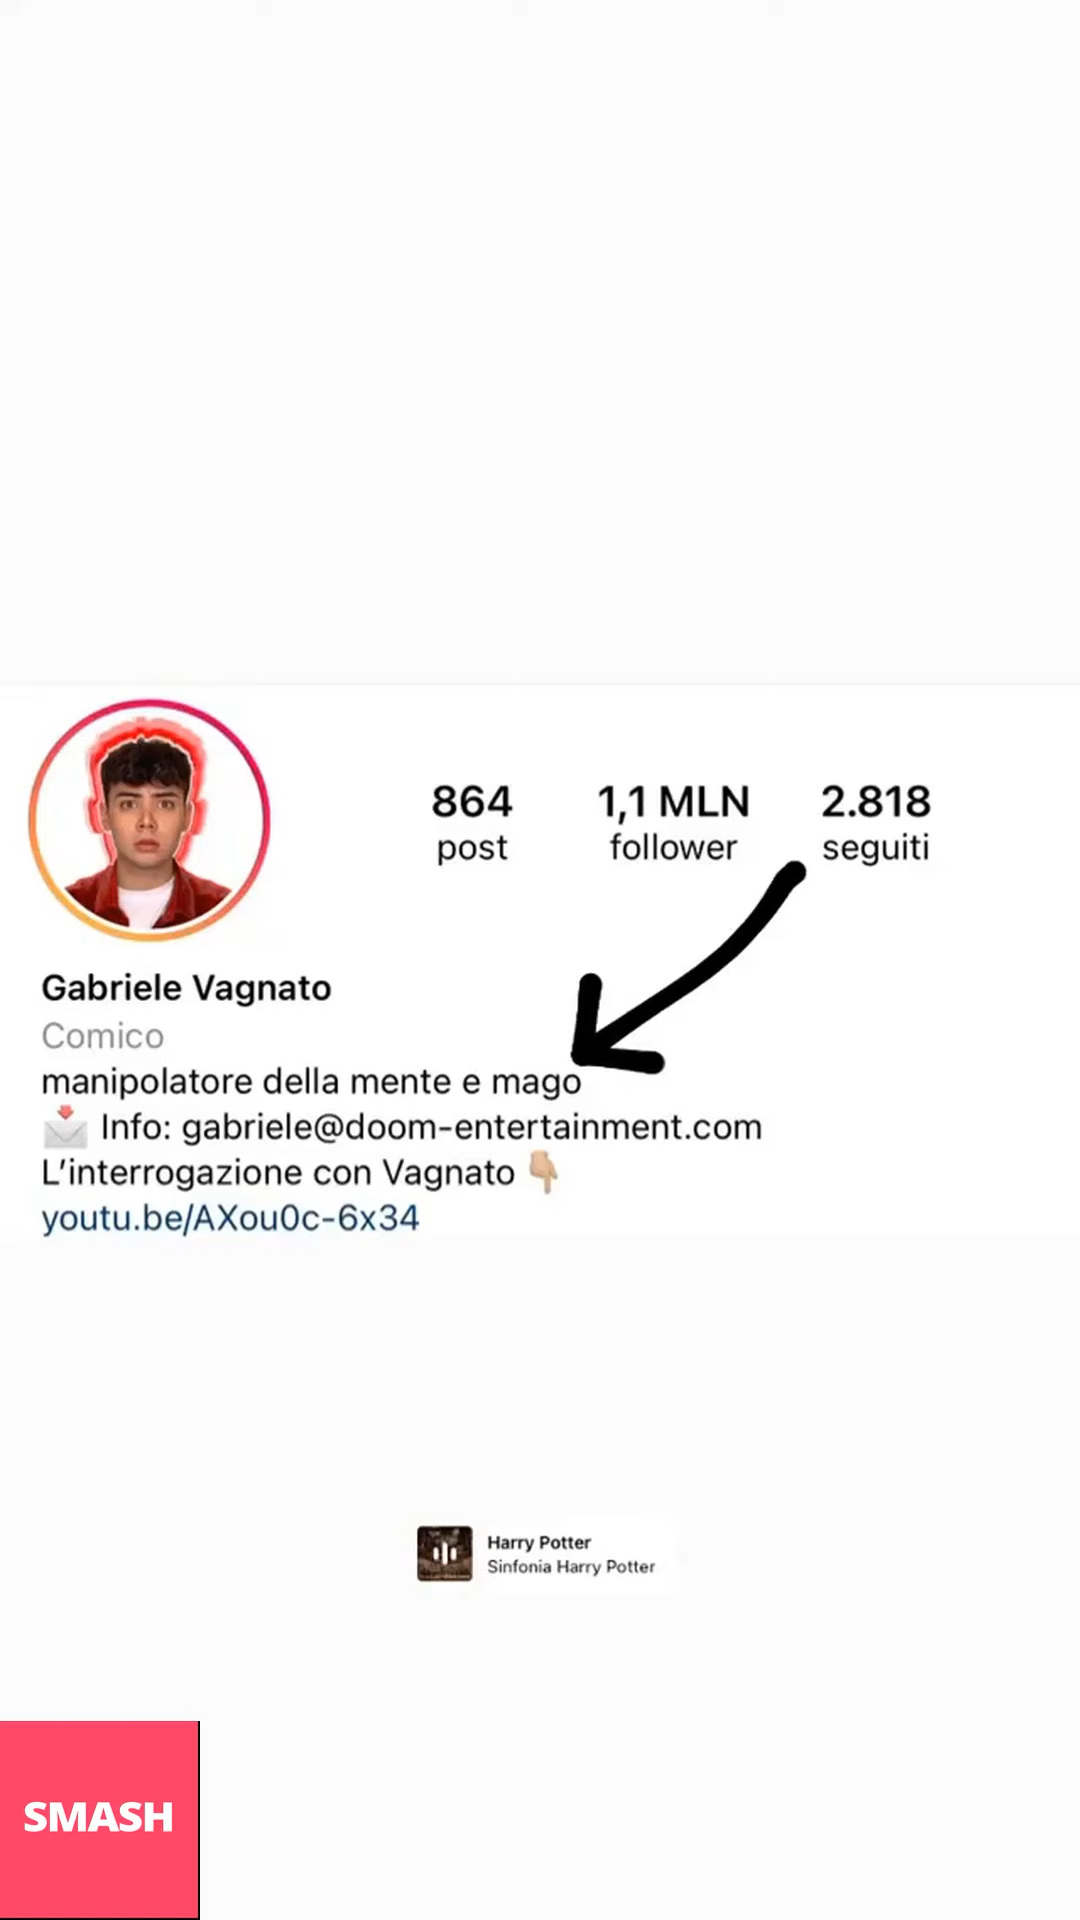 864
post
1,1 MLN
follower
2.818
seguiti
Gabriele Vagnato
Comico
manipolatore della mente e mago
📩 Info: gabriele@doom-entertainment.com
L’interrogazione con Vagnato 👇🏼
youtu.be/AXou0c-6x34
Harry Potter
Sinfonia Harry Potter
SMASH